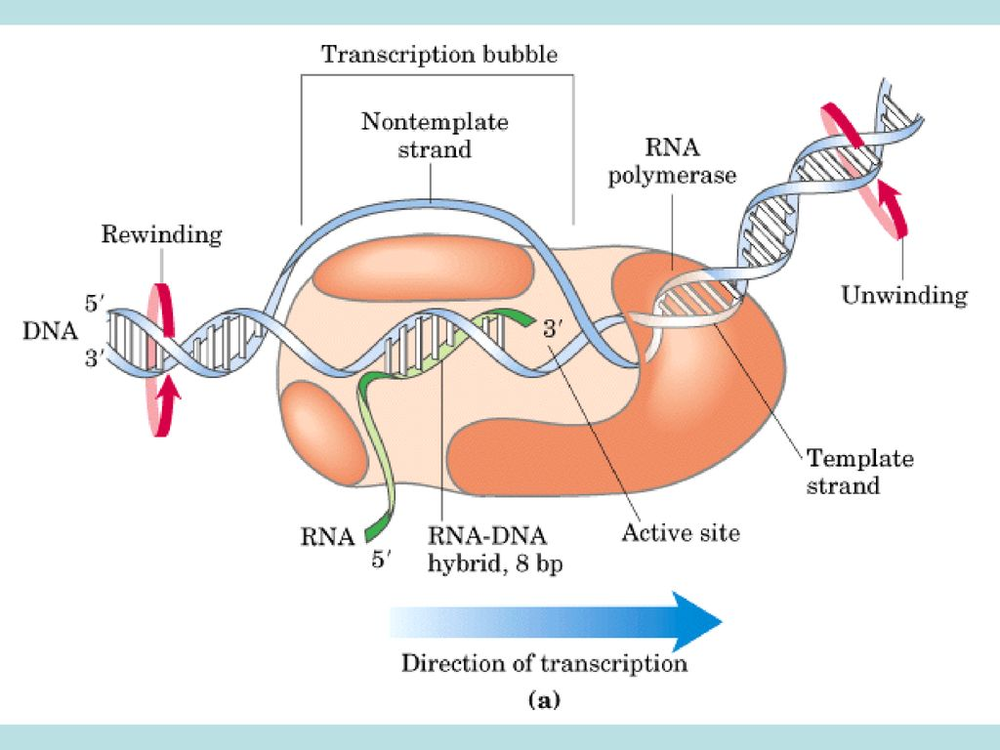 Transcription bubble
Nontemplate
strand
RNA
polymerase
Rewinding
Unwinding
5′
DNA
3′
3′
Template
strand
RNA
5′
RNA-DNA
hybrid, 8 bp
Active site
Direction of transcription
(a)